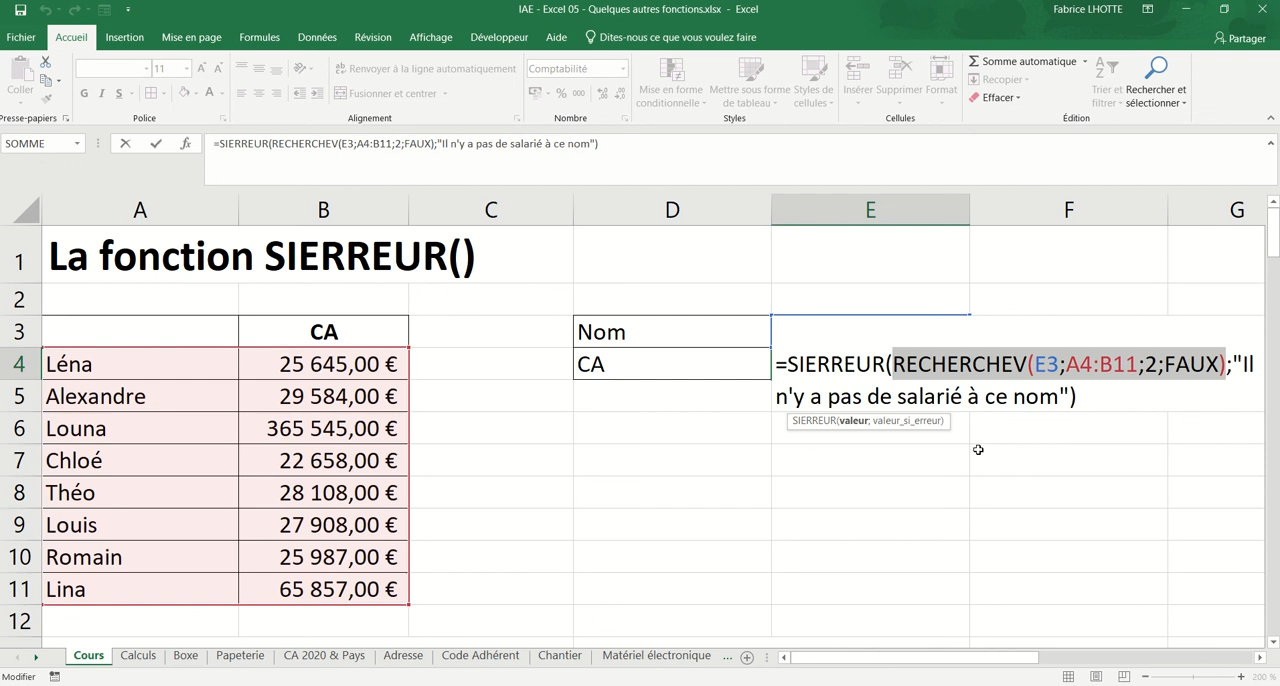 IAE - Excel 05 - Quelques autres fonctions.xlsx - Excel
Fabrice LHOTTE
Fichier Accueil Insertion Mise en page Formules Données Révision Affichage Développeur Aide Dites-nous ce que vous voulez faire Partager
Coller
Presse-papiers
11
G I S
A A
Police
Renvoyer à la ligne automatiquement
Fusionner et centrer
Alignement
Comptabilité
% 000
Nombre
Mise en forme conditionnelle
Mettre sous forme de tableau
Styles de cellules
Styles
Insérer Supprimer Format
Cellules
Somme automatique
Recopier
Effacer
Trier et filtrer
Rechercher et sélectionner
Édition
SOMME
fx
=SIERREUR(RECHERCHEV(E3;A4:B11;2;FAUX);"Il n'y a pas de salarié à ce nom")
A B C D E F G
1 La fonction SIERREUR()
2
3 CA Nom
4 Léna 25 645,00 € CA =SIERREUR(RECHERCHEV(E3;A4:B11;2;FAUX);"Il
n'y a pas de salarié à ce nom")
SIERREUR(valeur; valeur_si_erreur)
5 Alexandre 29 584,00 €
6 Louna 365 545,00 €
7 Chloé 22 658,00 €
8 Théo 28 108,00 €
9 Louis 27 908,00 €
10 Romain 25 987,00 €
11 Lina 65 857,00 €
12
Cours Calculs Boxe Papeterie CA 2020 & Pays Adresse Code Adhérent Chantier Matériel électronique ...
Modifier
200 %